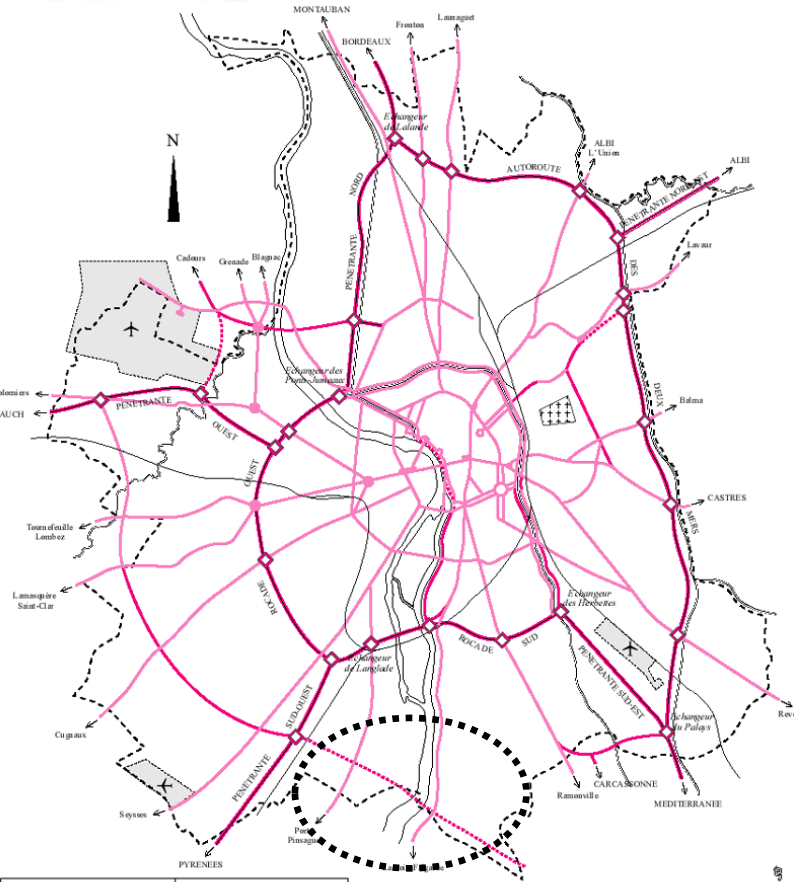 MONTAUBAN
Launaguet
Fronton
BORDEAUX
Echangeur
de Lalande
N
AUTOROUTE
ALBI
L'Union
ALBI
PENETRANTE NORD-EST
NORD
PENETRANTE
Lavaur
DES
Cadours
Grenade
Blagnac
Echangeur des
Ponts-Jumeaux
AUCH
PENETRANTE
OUEST
DEUX
Balma
OUEST
CASTRES
MERS
Tournefeuille
Lombez
ROCADE
Lamasquère
Saint-Clar
Echangeur
des Herbettes
ROCADE
SUD
Echangeur
de Langlade
PENETRANTE SUD-EST
SUD-OUEST
PENETRANTE
Echangeur
du Palays
Cugnaux
CARCASSONNE
Ramonville
MEDITERRANEE
Seysses
PYRENEES